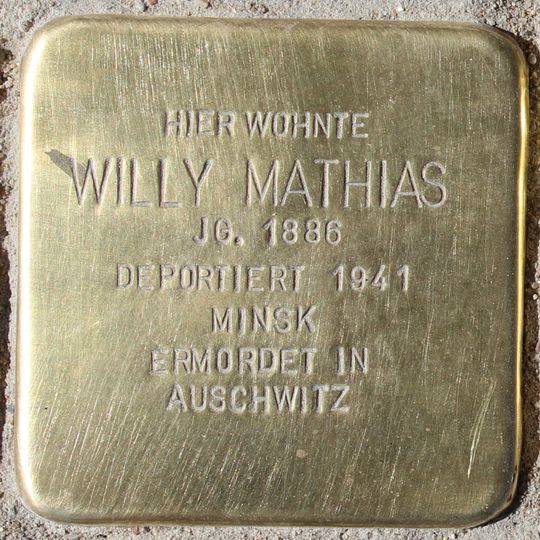 HIER WOHNTE
WILLY MATHIAS
JG. 1886
DEPORTIERT 1941
MINSK
ERMORDET IN
AUSCHWITZ